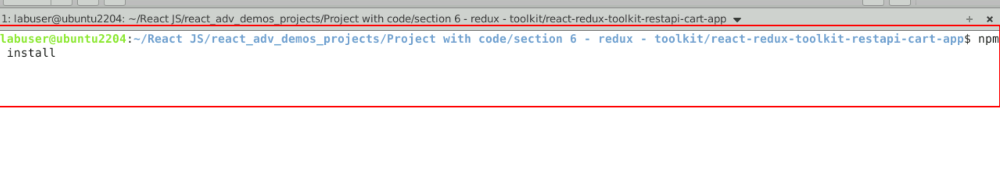 1: labuser@ubuntu2204: ~/React JS/react_adv_demos_projects/Project with code/section 6 - redux - toolkit/react-redux-toolkit-restapi-cart-app
labuser@ubuntu2204:~/React JS/react_adv_demos_projects/Project with code/section 6 - redux - toolkit/react-redux-toolkit-restapi-cart-app$ npm
install